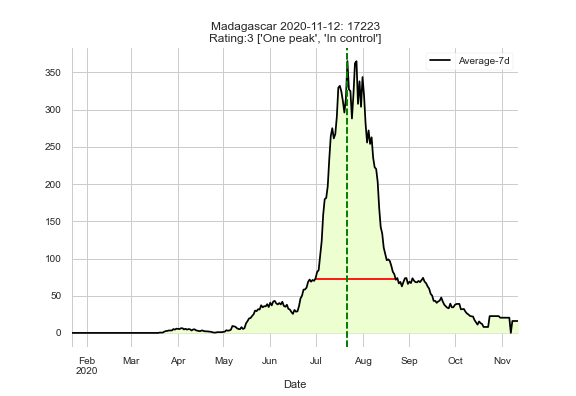 Madagascar 2020-11-12: 17223
Rating:3 ['One peak', 'In control']
Average-7d
350
300
250
200
150
100
50
0
Feb Mar Apr May Jun Jul Aug Sep Oct Nov
2020
Date